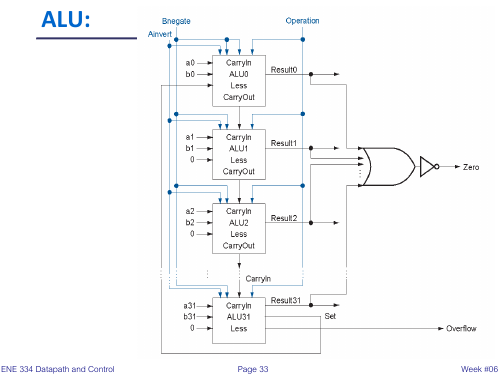 ALU:
Bnegate
Operation
Ainvert
a0
b0
CarryIn
ALU0
Less
CarryOut
Result0
a1
b1
0
CarryIn
ALU1
Less
CarryOut
Result1
Zero
a2
b2
0
CarryIn
ALU2
Less
CarryOut
Result2
CarryIn
a31
b31
0
CarryIn
ALU31
Less
Result31
Set
Overflow
ENE 334 Datapath and Control
Page 33
Week #06